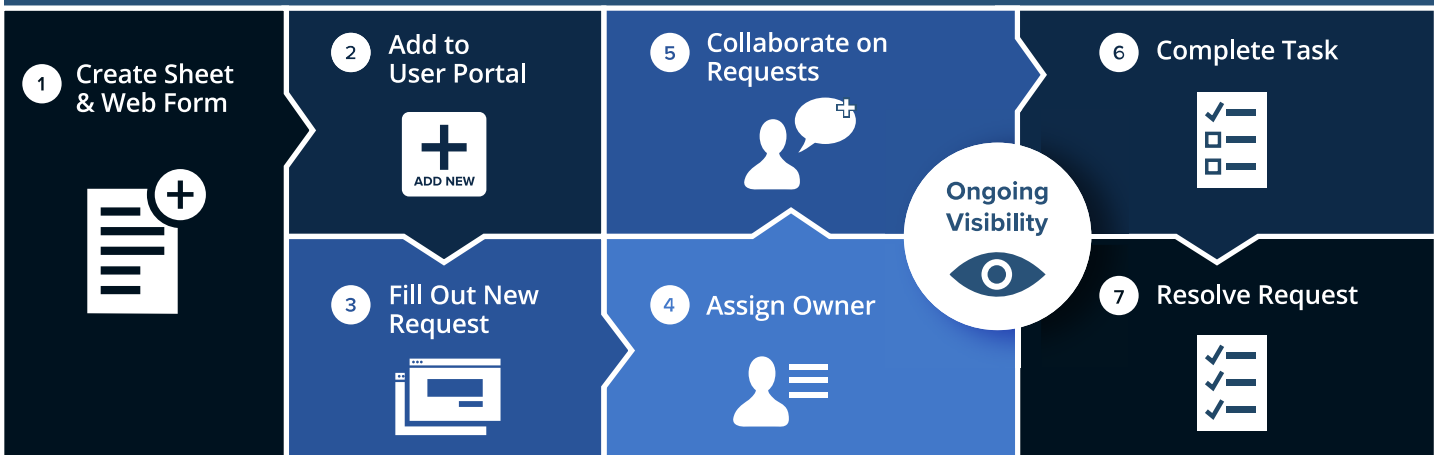 1
Create Sheet
& Web Form
2
Add to
User Portal
ADD NEW
3
Fill Out New
Request
4
Assign Owner
5
Collaborate on
Requests
Ongoing
Visibility
6
Complete Task
7
Resolve Request